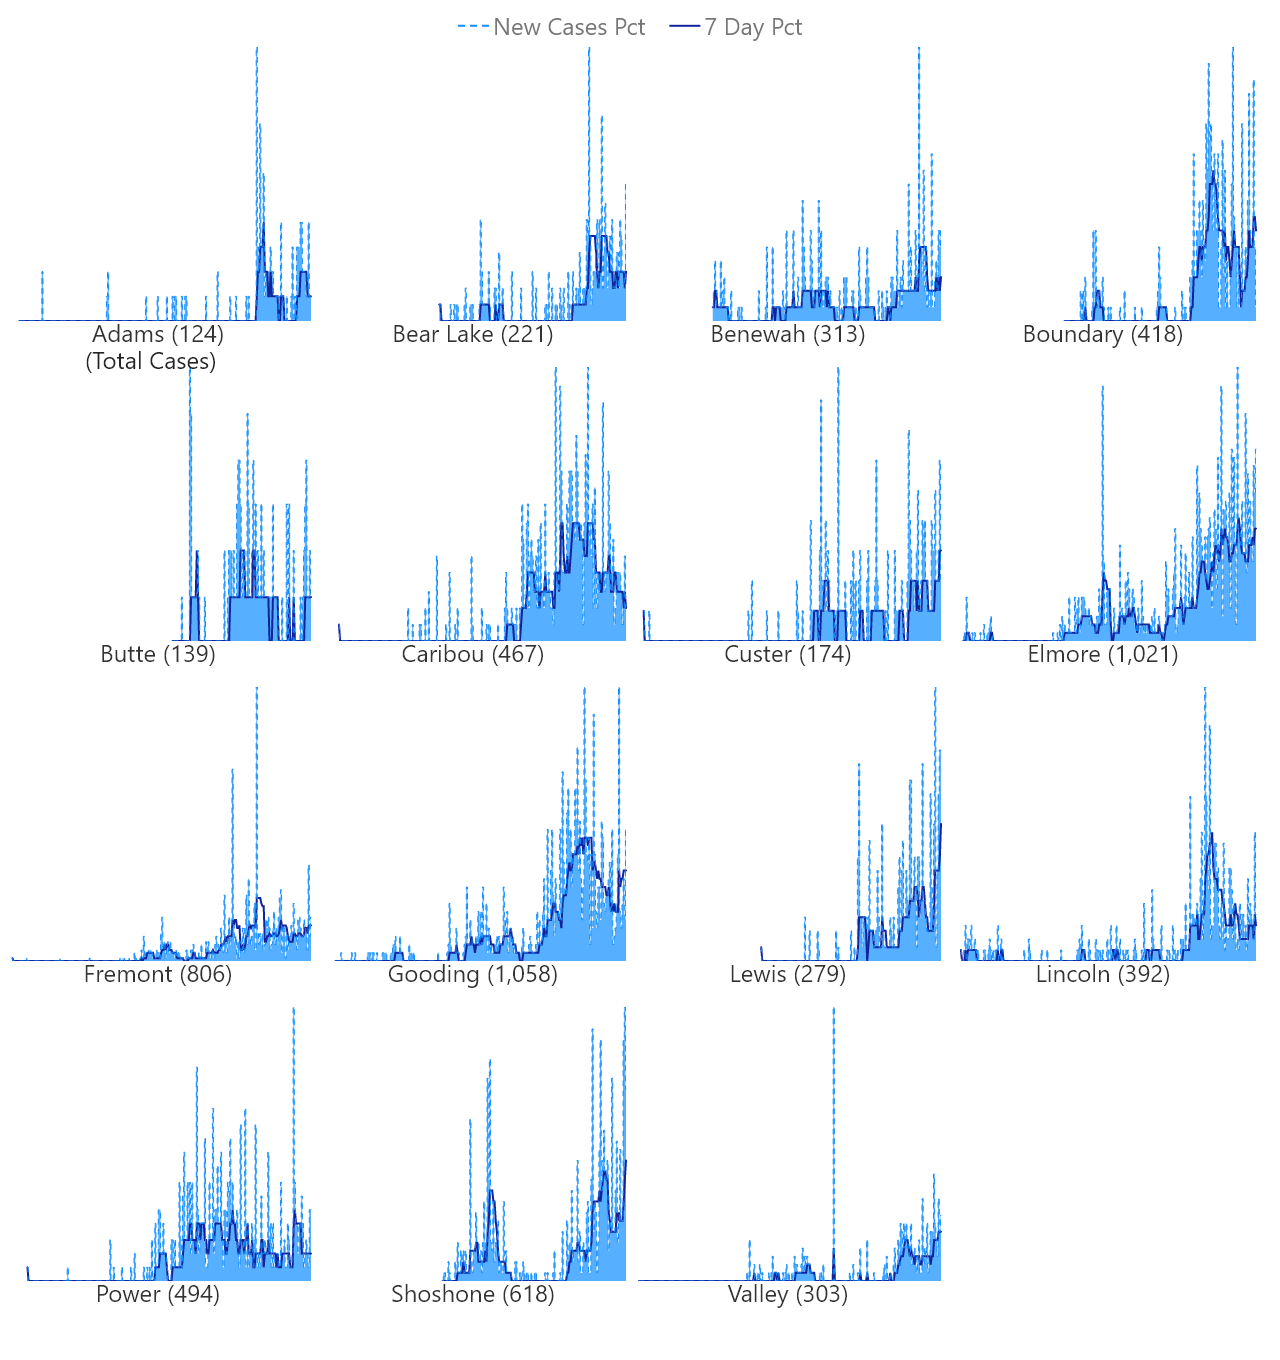 New Cases Pct 7 Day Pct
Adams (124)
(Total Cases)
Bear Lake (221)
Benewah (313)
Boundary (418)
Butte (139)
Caribou (467)
Custer (174)
Elmore (1,021)
Fremont (806)
Gooding (1,058)
Lewis (279)
Lincoln (392)
Power (494)
Shoshone (618)
Valley (303)